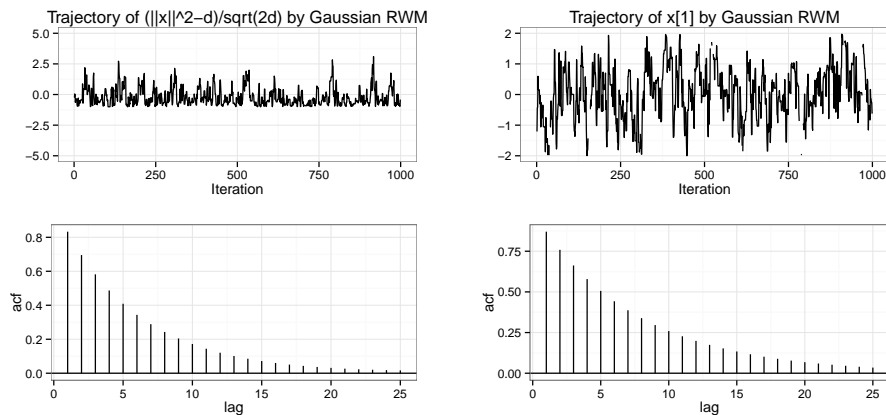 Trajectory of (||x||^2−d)/sqrt(2d) by Gaussian RWM
5.0
2.5
0.0
−2.5
−5.0
0 250 500 750 1000
Iteration
Trajectory of x[1] by Gaussian RWM
2
1
0
−1
−2
0 250 500 750 1000
Iteration
acf
0.8
0.6
0.4
0.2
0.0
0 5 10 15 20 25
lag
acf
0.75
0.50
0.25
0.00
0 5 10 15 20 25
lag